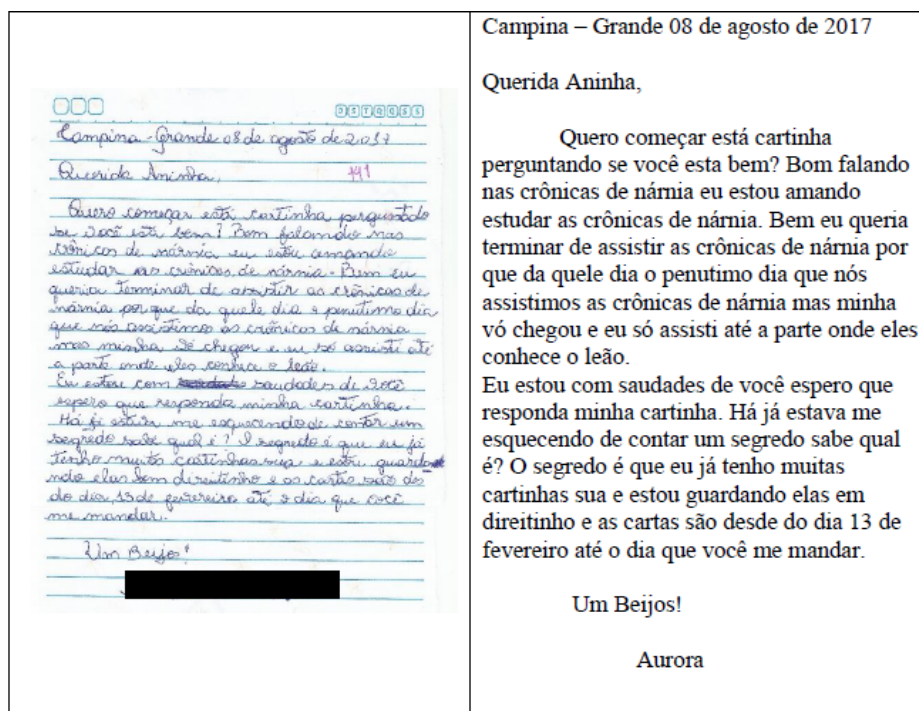 D S T Q Q S S
Campina - Grande 08 de agosto de 2017
Querida Aninha,
Quero começar está cartinha perguntado
se você esta bem? Bom falando nas
crônicas de nárnia eu estou amando
estudar as crônicas de nárnia. Bem eu
queria terminar de assistir as crônicas de
nárnia por que da quele dia o penutimo dia
que nós assistimos as crônicas de nárnia
mas minha vó chegou e eu só assisti até
a parte onde eles conhece o leão.
Eu estou com saudades de você
espero que responda minha cartinha.
Há já estava me esquecendo de contar um
segredo sabe qual é? O segredo é que eu já
tenho muitas cartinhas sua e estou guarda
ndo elas bem direitinho e as cartas são des
do dia 13 de fevereiro até o dia que você
me mandar.
Um Beijos!
Campina – Grande 08 de agosto de 2017
Querida Aninha,
Quero começar está cartinha
perguntando se você esta bem? Bom falando
nas crônicas de nárnia eu estou amando
estudar as crônicas de nárnia. Bem eu queria
terminar de assistir as crônicas de nárnia por
que da quele dia o penutimo dia que nós
assistimos as crônicas de nárnia mas minha
vó chegou e eu só assisti até a parte onde eles
conhece o leão.
Eu estou com saudades de você espero que
responda minha cartinha. Há já estava me
esquecendo de contar um segredo sabe qual
é? O segredo é que eu já tenho muitas
cartinhas sua e estou guardando elas em
direitinho e as cartas são desde do dia 13 de
fevereiro até o dia que você me mandar.
Um Beijos!
Aurora